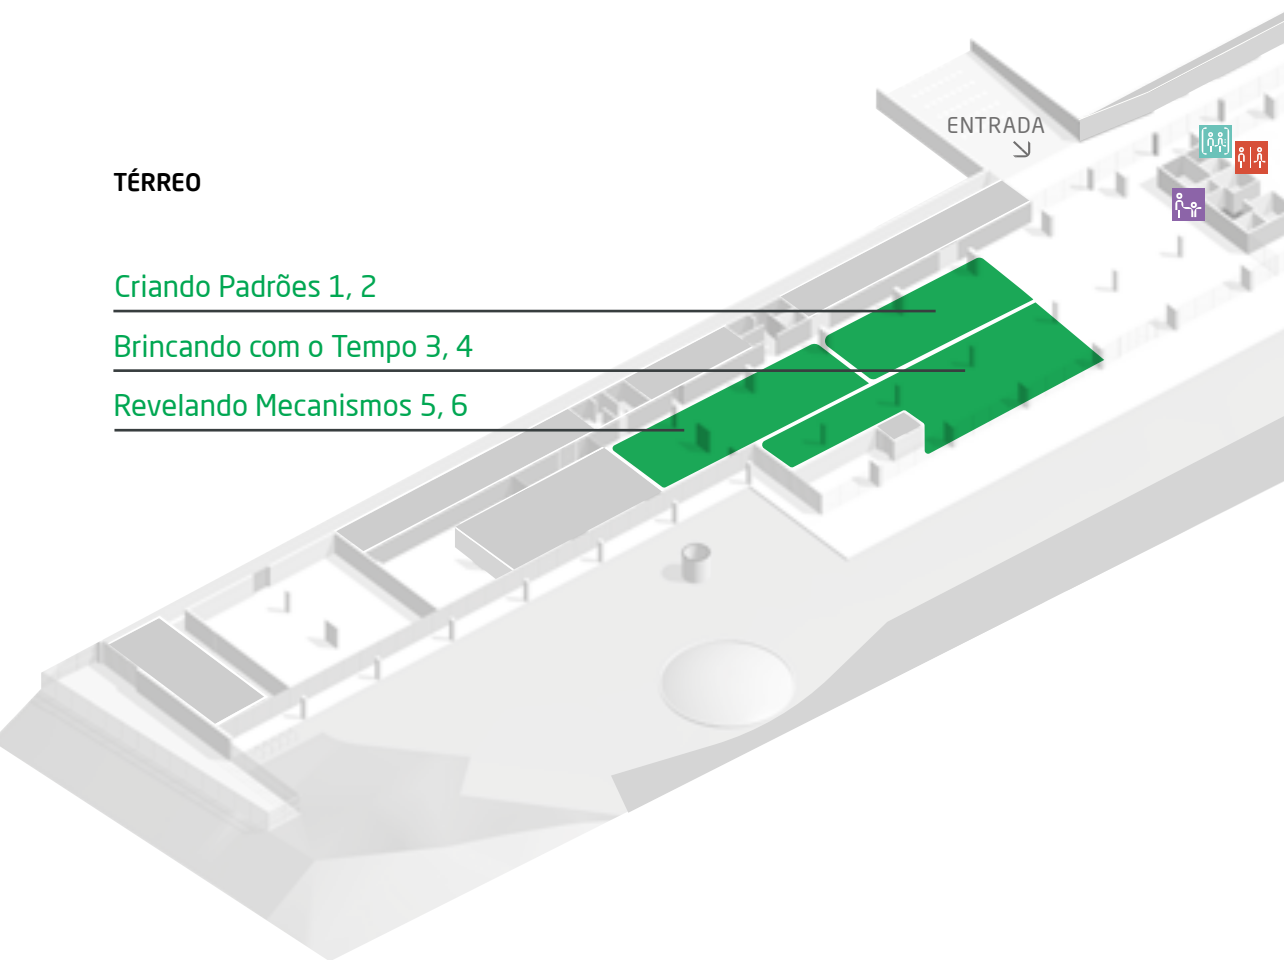 ENTRADA
TÉRREO
Criando Padrões 1, 2
Brincando com o Tempo 3, 4
Revelando Mecanismos 5, 6